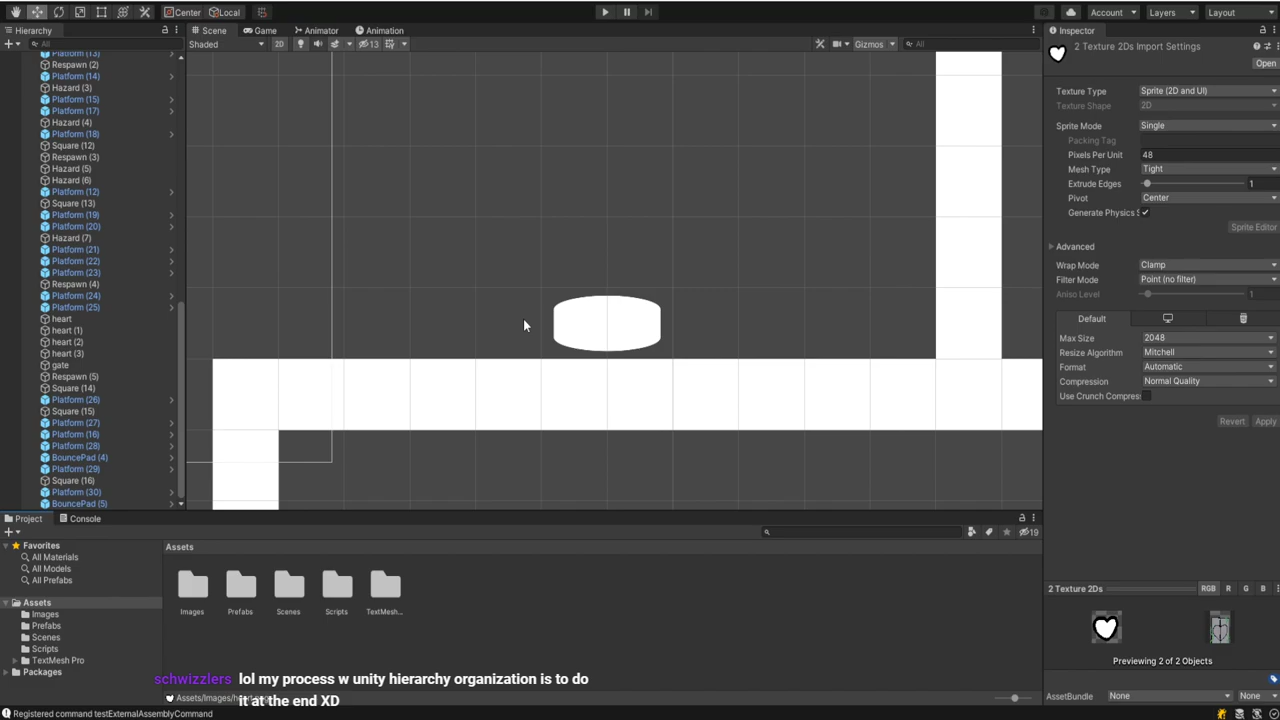 Center Local Account Layers Layout
Hierarchy Scene Game Animator Animation Inspector
All Shaded 2D 13 Gizmos All
2 Texture 2Ds Import Settings
Open
Platform (13)
Respawn (2)
Platform (14)
Hazard (3)
Platform (15)
Platform (17)
Hazard (4)
Platform (18)
Square (12)
Respawn (3)
Hazard (5)
Hazard (6)
Platform (12)
Square (13)
Platform (19)
Platform (20)
Hazard (7)
Platform (21)
Platform (22)
Platform (23)
Respawn (4)
Platform (24)
Platform (25)
heart
heart (1)
heart (2)
heart (3)
gate
Respawn (5)
Square (14)
Platform (26)
Square (15)
Platform (27)
Platform (16)
Platform (28)
BouncePad (4)
Platform (29)
Square (16)
Platform (30)
BouncePad (5)
Texture Type Sprite (2D and UI)
Texture Shape 2D
Sprite Mode Single
Packing Tag
Pixels Per Unit 48
Mesh Type Tight
Extrude Edges 1
Pivot Center
Generate Physics S
Sprite Editor
Advanced
Wrap Mode Clamp
Filter Mode Point (no filter)
Aniso Level 1
Default
Max Size 2048
Resize Algorithm Mitchell
Format Automatic
Compression Normal Quality
Use Crunch Compres
Revert Apply
Project Console
19
Favorites
All Materials
All Models
All Prefabs
Assets
Images
Prefabs
Scenes
Scripts
TextMesh Pro
Packages
Assets
Images Prefabs Scenes Scripts TextMesh...
2 Texture 2Ds RGB R G B
Previewing 2 of 2 Objects
AssetBundle None None
schwizzlers lol my process w unity hierarchy organization is to do
it at the end XD
Registered command testExternalAssemblyCommand